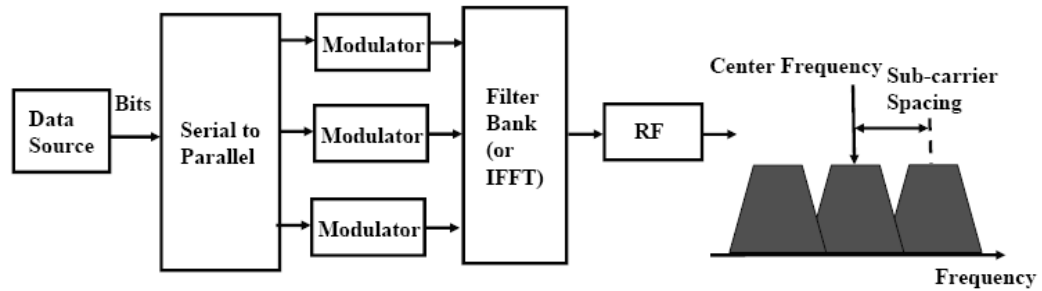 Data
Source
Bits
Serial to
Parallel
Modulator
Modulator
Modulator
Filter
Bank
(or
IFFT)
RF
Center Frequency
Sub-carrier
Spacing
Frequency